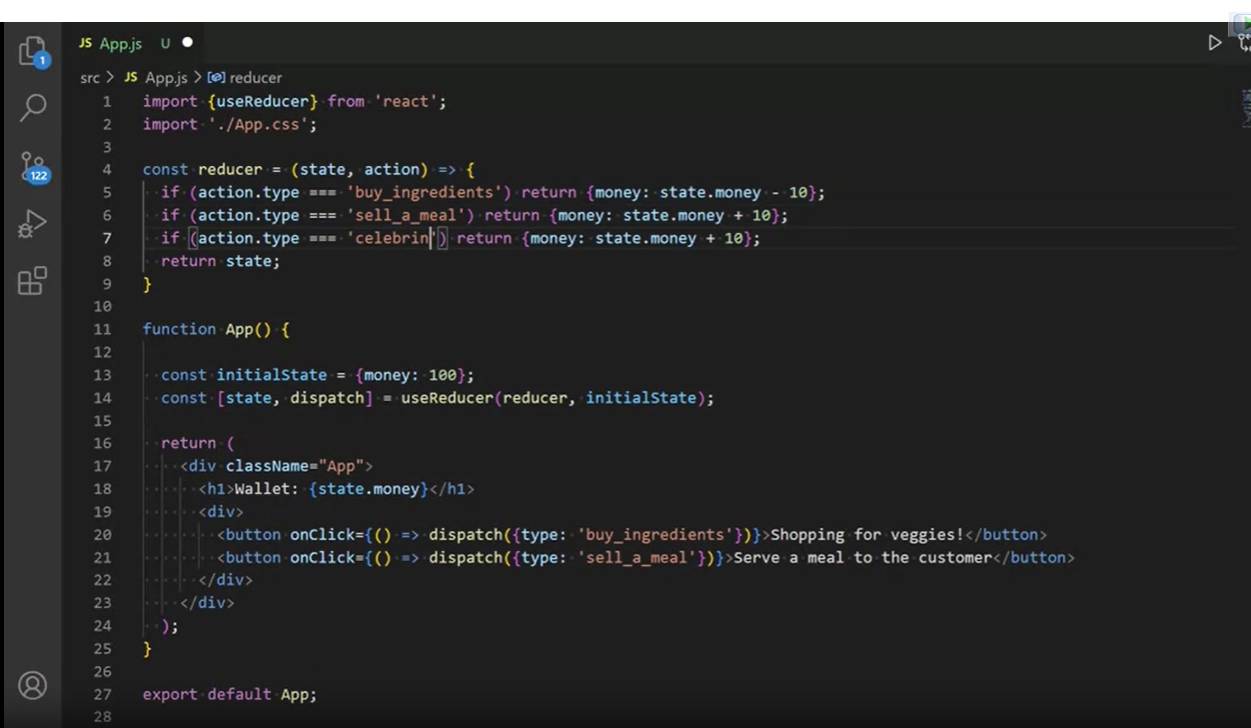 JS App.js U
src > JS App.js > reducer
1 import {useReducer} from 'react';
2 import './App.css';
3
4 const reducer = (state, action) => {
5   if (action.type === 'buy_ingredients') return {money: state.money - 10};
6   if (action.type === 'sell_a_meal') return {money: state.money + 10};
7   if (action.type === 'celebrin') return {money: state.money + 10};
8   return state;
9 }
10
11 function App() {
12
13   const initialState = {money: 100};
14   const [state, dispatch] = useReducer(reducer, initialState);
15
16   return (
17     <div className="App">
18       <h1>Wallet: {state.money}</h1>
19       <div>
20         <button onClick={() => dispatch({type: 'buy_ingredients'})}>Shopping for veggies!</button>
21         <button onClick={() => dispatch({type: 'sell_a_meal'})}>Serve a meal to the customer</button>
22       </div>
23     </div>
24   );
25 }
26
27 export default App;
28
1
122